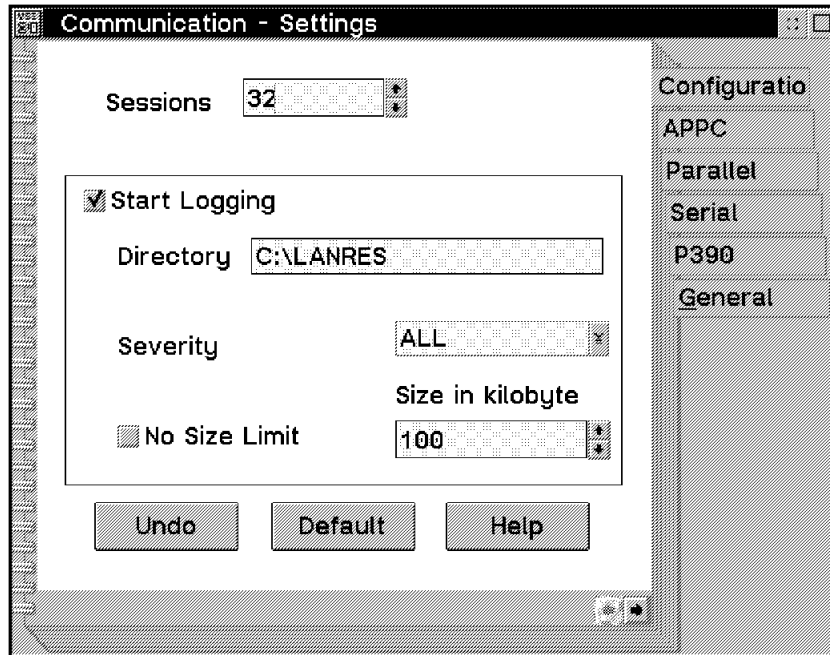 Communication - Settings
Sessions 32
Start Logging
Directory C:\LANRES
Severity ALL
Size in kilobyte
No Size Limit 100
Undo Default Help
Configuratio
APPC
Parallel
Serial
P390
General